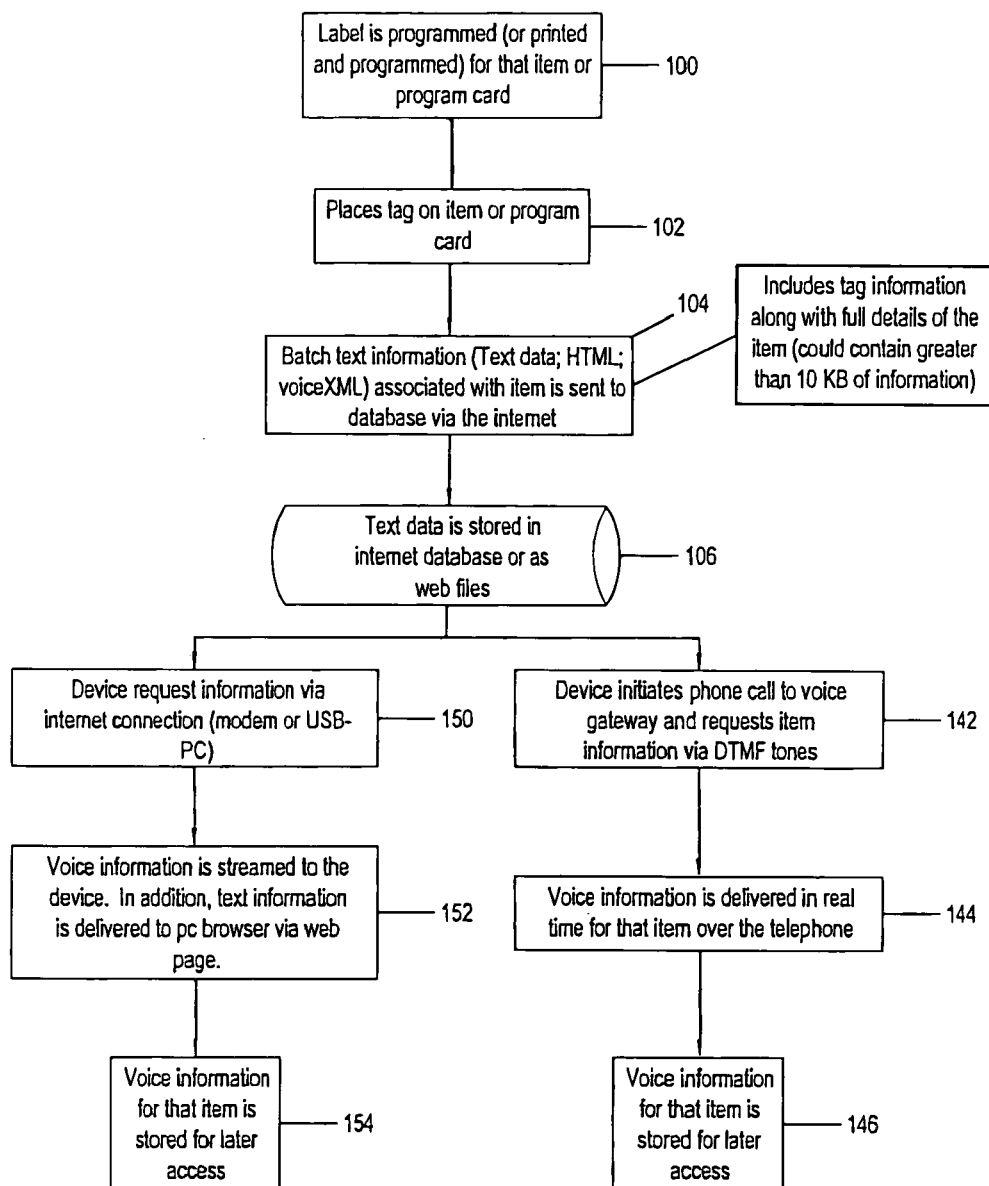 Label is programmed (or printed
and programmed) for that item or
program card
100
Places tag on item or program
card
102
104
Batch text information (Text data; HTML;
voiceXML) associated with item is sent to
database via the internet
Includes tag information
along with full details of the
item (could contain greater
than 10 KB of information)
Text data is stored in
internet database or as
web files
106
Device request information via
internet connection (modem or USB-
PC)
150
Device initiates phone call to voice
gateway and requests item
information via DTMF tones
142
Voice information is streamed to the
device. In addition, text information
is delivered to pc browser via web
page.
152
Voice information is delivered in real
time for that item over the telephone
144
Voice information
for that item is
stored for later
access
154
Voice information
for that item is
stored for later
access
146